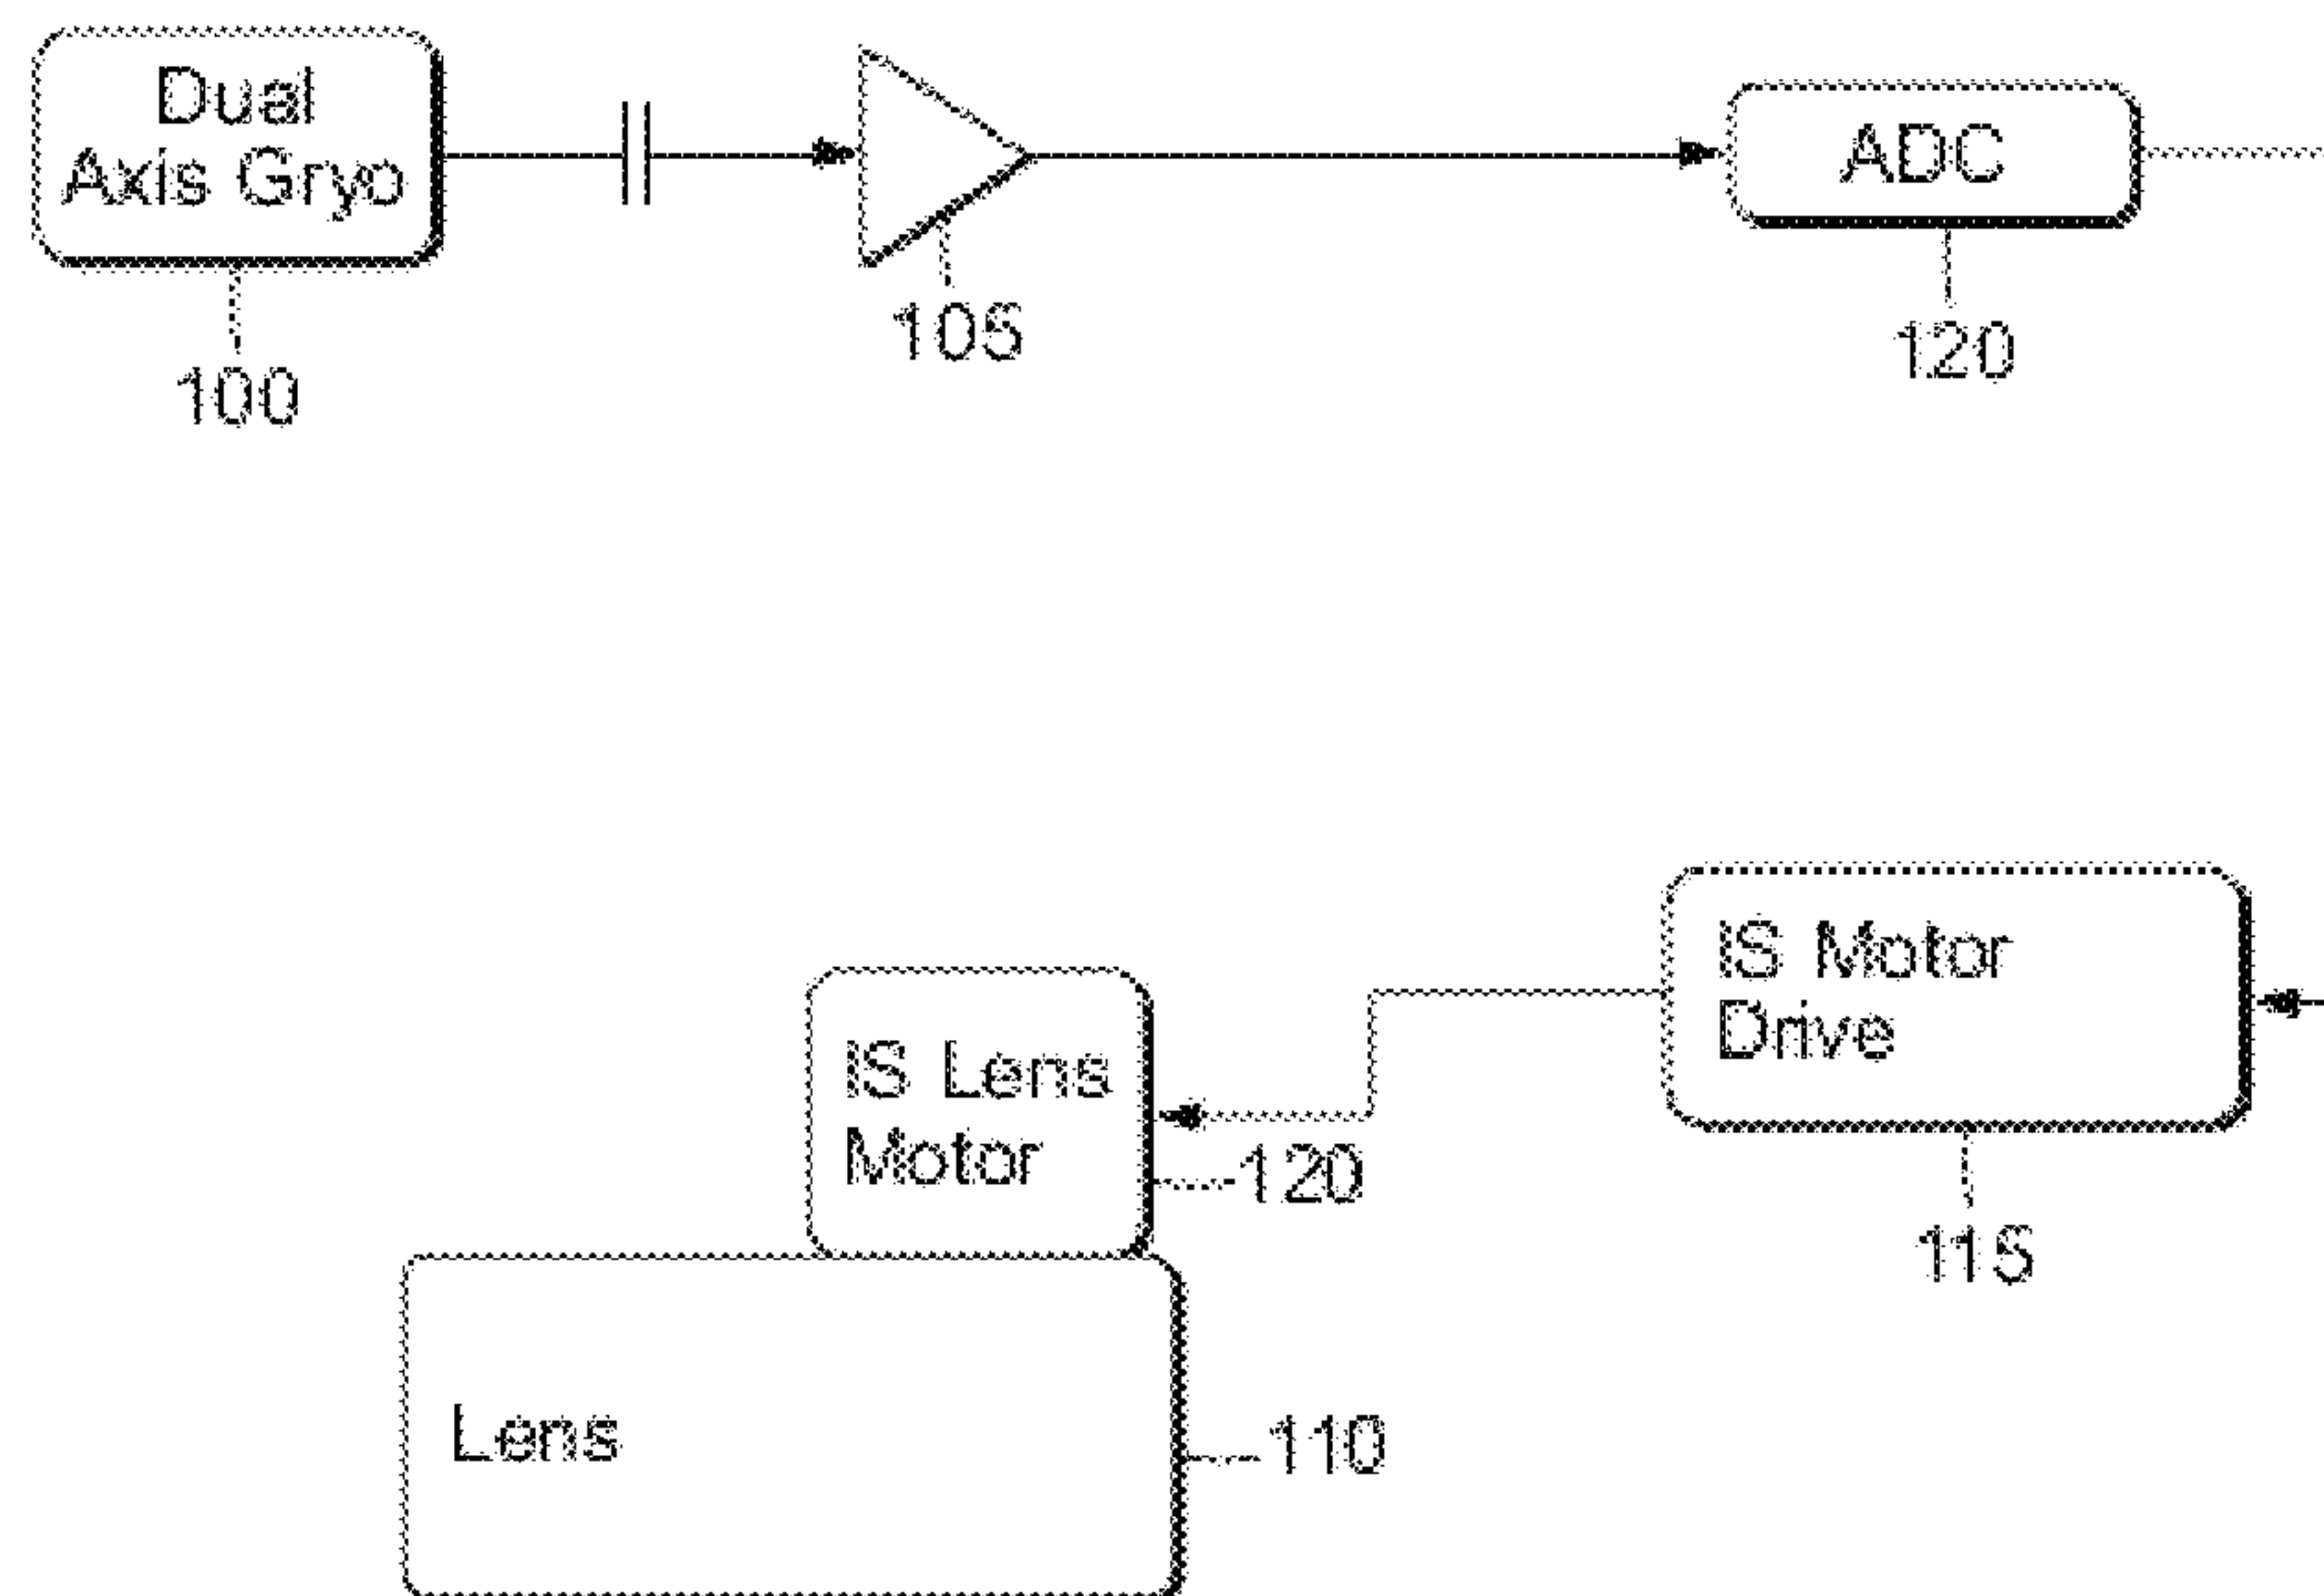 Dual
Axis Gryo
100
105
ADC
120
IS Motor
Drive
115
IS Lens
Motor
120
Lens
110